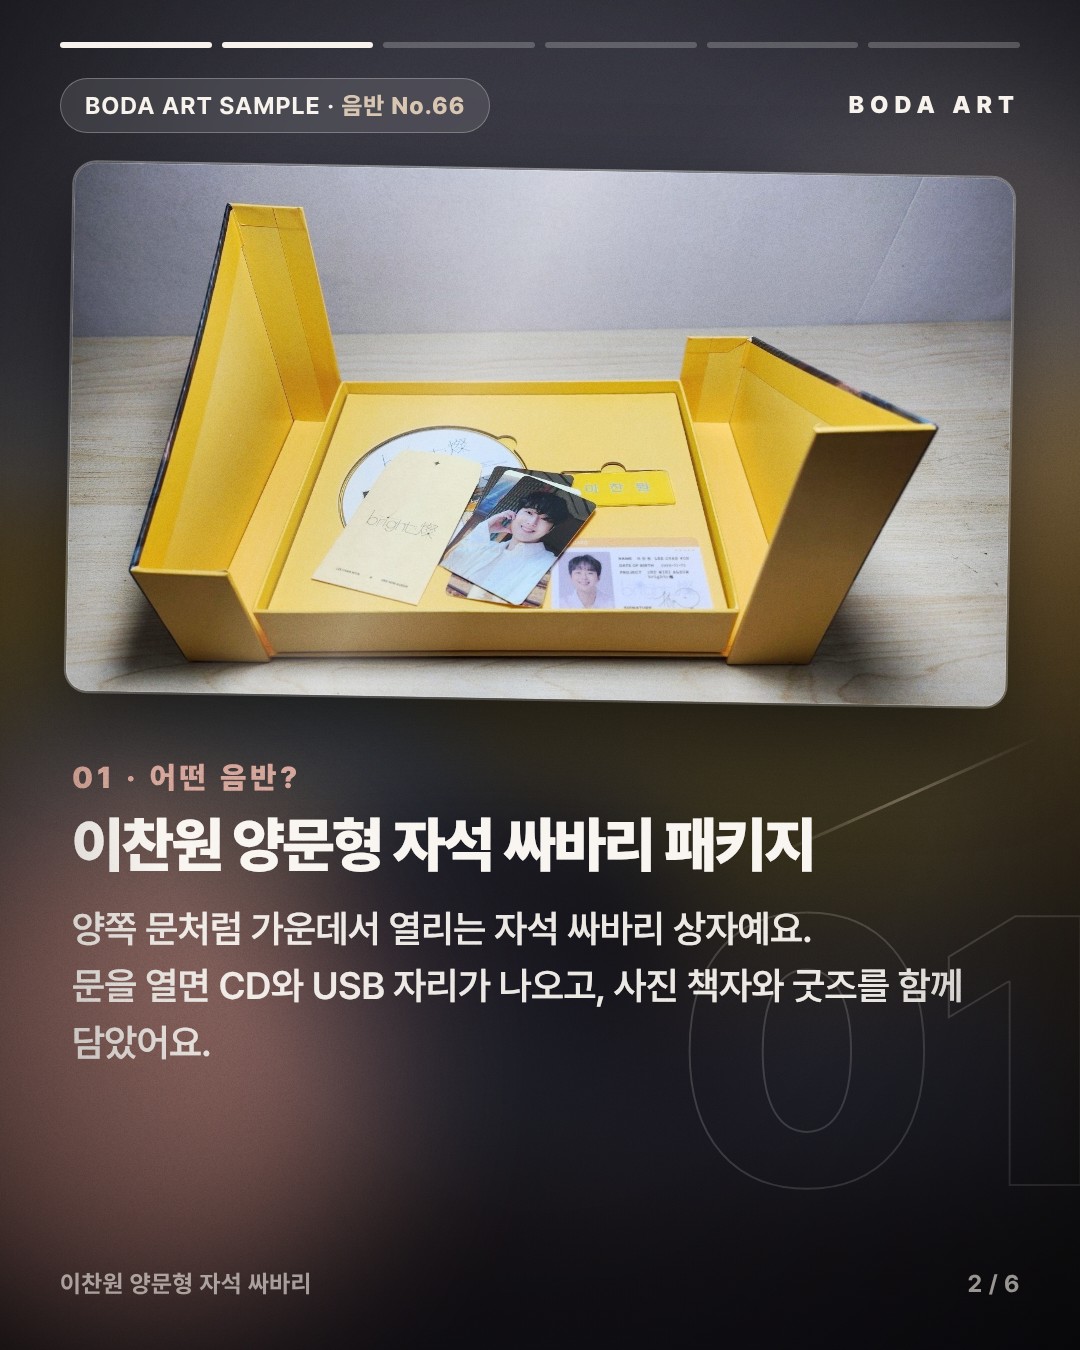 BODA ART SAMPLE · 음반 No.66
BODA ART
bright;燦
이찬원
01 · 어떤 음반?
이찬원 양문형 자석 싸바리 패키지
양쪽 문처럼 가운데서 열리는 자석 싸바리 상자예요.
문을 열면 CD와 USB 자리가 나오고, 사진 책자와 굿즈를 함께
담았어요.
01
이찬원 양문형 자석 싸바리
2 / 6